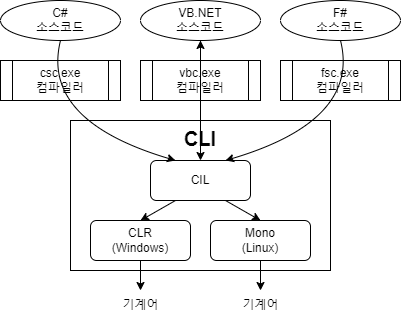 C#
소스코드
VB.NET
소스코드
F#
소스코드
csc.exe
컴파일러
vbc.exe
컴파일러
fsc.exe
컴파일러
CLI
CIL
CLR
(Windows)
Mono
(Linux)
기계어
기계어